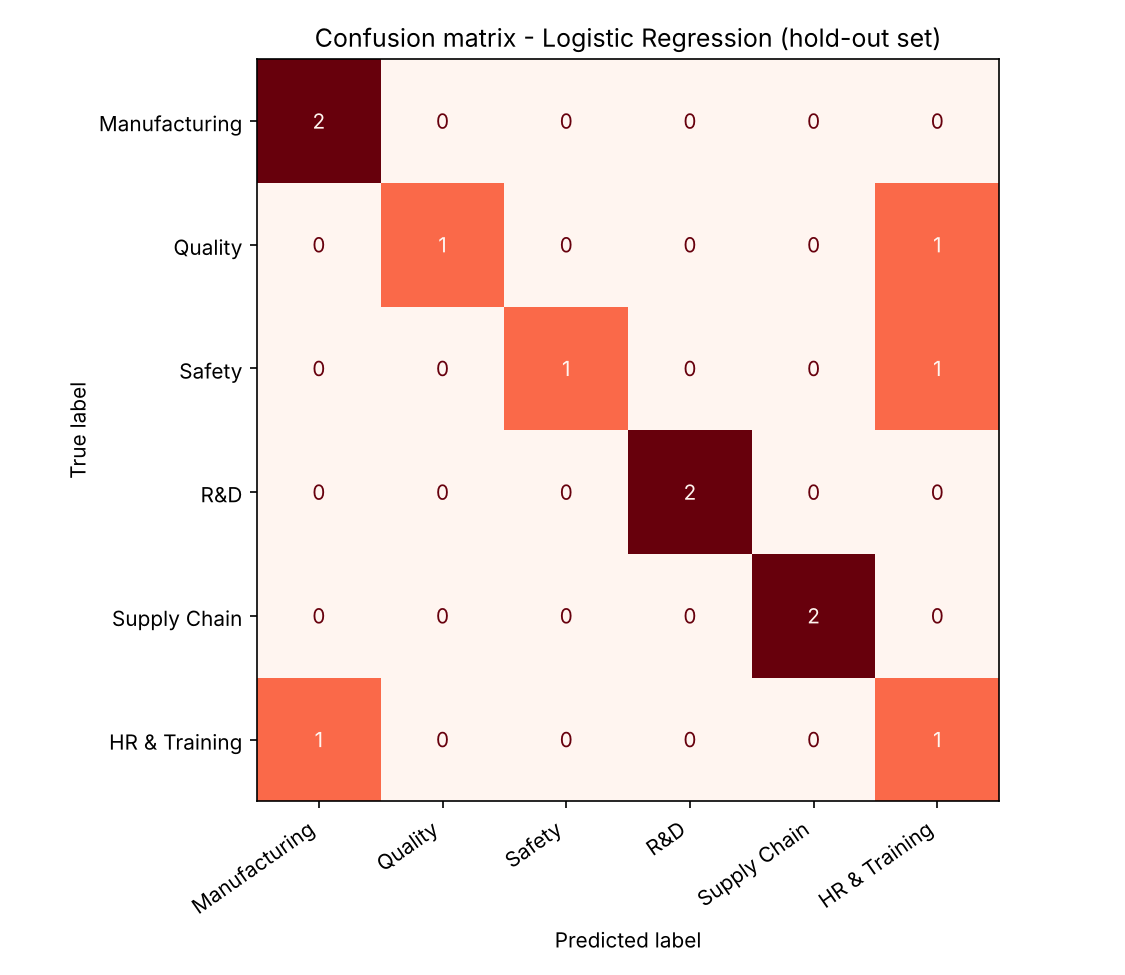 Confusion matrix - Logistic Regression (hold-out set)
Manufacturing 2 0 0 0 0 0
Quality 0 1 0 0 0 1
Safety 0 0 1 0 0 1
R&D 0 0 0 2 0 0
Supply Chain 0 0 0 0 2 0
HR & Training 1 0 0 0 0 1
True label
Manufacturing Quality Safety R&D Supply Chain HR & Training
Predicted label